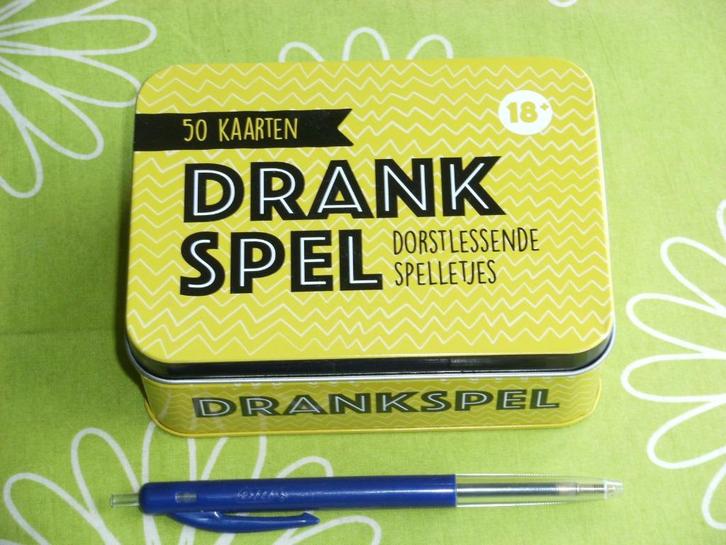 50 KAARTEN
18+
DRANK
SPEL
DORSTLESSENDE
SPELLETJES
DRANKSPEL